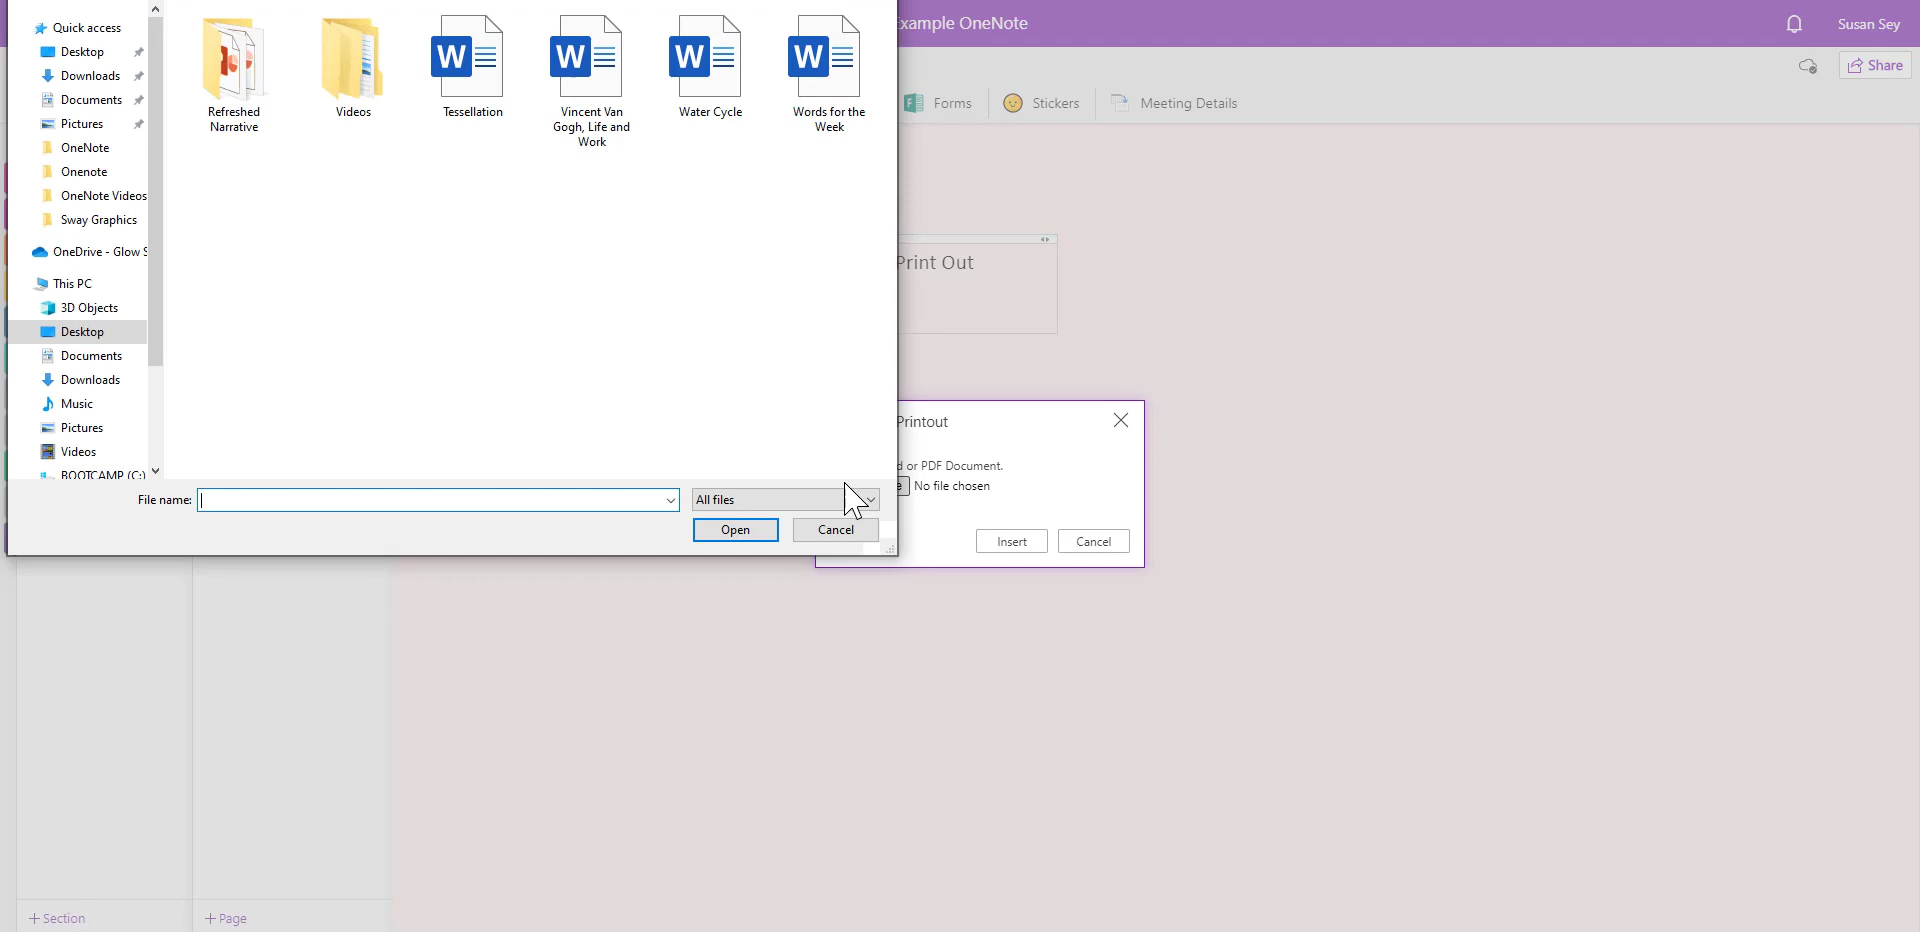 Example OneNote
Susan Sey
Share
Forms
Stickers
Meeting Details
Quick access
Desktop
Downloads
Documents
Pictures
OneNote
Onenote
OneNote Videos
Sway Graphics
OneDrive - Glow S
This PC
3D Objects
Desktop
Documents
Downloads
Music
Pictures
Videos
BOOTCAMP (C:)
Refreshed
Narrative
Videos
Tessellation
Vincent Van
Gogh, Life and
Work
Water Cycle
Words for the
Week
File name:
All files
Open
Cancel
Print Out
Printout
d or PDF Document.
e No file chosen
Insert
Cancel
+ Section
+ Page